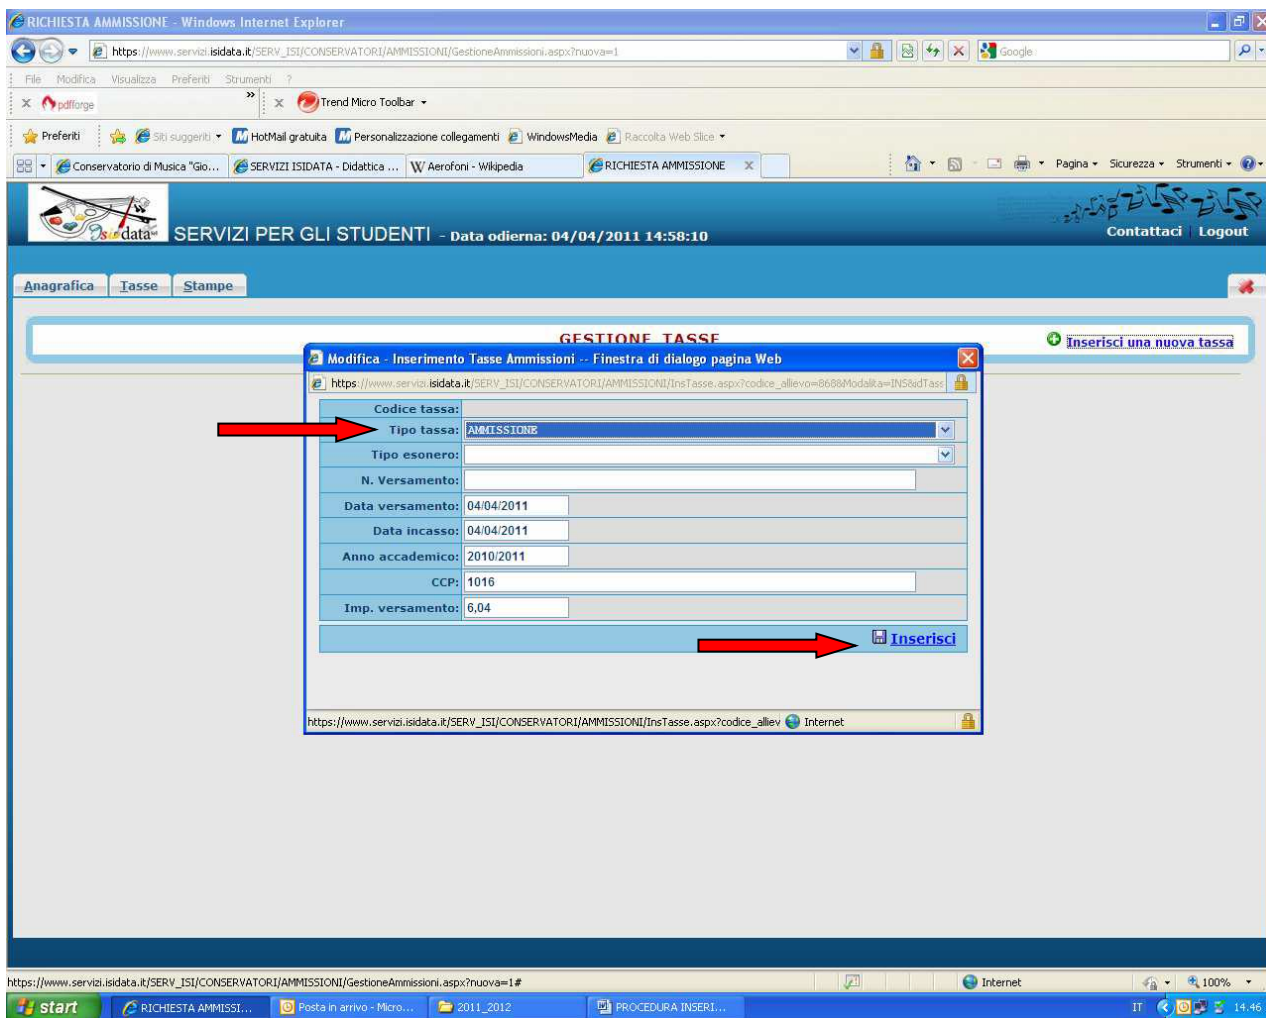 RICHIESTA AMMISSIONE - Windows Internet Explorer
https://www.servizi.isidata.it/SERV_ISI/CONSERVATORI/AMMISSIONI/GestioneAmmissioni.aspx?nuova=1
Google
File Modifica Visualizza Preferiti Strumenti ?
x pdfforge » x Trend Micro Toolbar
Preferiti Siti suggeriti HotMail gratuita Personalizzazione collegamenti WindowsMedia Raccolta Web Slice
Conservatorio di Musica "Gio... SERVIZI ISIDATA - Didattica ... W Aerofoni - Wikipedia RICHIESTA AMMISSIONE x Pagina Sicurezza Strumenti
Isidata SERVIZI PER GLI STUDENTI - Data odierna: 04/04/2011 14:58:10
Contattaci | Logout
Anagrafica Tasse Stampe
GESTIONE TASSE
Inserisci una nuova tassa
Modifica - Inserimento Tasse Ammissioni -- Finestra di dialogo pagina Web
https://www.servizi.isidata.it/SERV_ISI/CONSERVATORI/AMMISSIONI/InsTasse.aspx?codice_allievo=868&Modalita=INS&idTass
Codice tassa:
Tipo tassa: AMMISSIONE
Tipo esonero:
N. Versamento:
Data versamento: 04/04/2011
Data incasso: 04/04/2011
Anno accademico: 2010/2011
CCP: 1016
Imp. versamento: 6,04
Inserisci
https://www.servizi.isidata.it/SERV_ISI/CONSERVATORI/AMMISSIONI/InsTasse.aspx?codice_alliev Internet
https://www.servizi.isidata.it/SERV_ISI/CONSERVATORI/AMMISSIONI/GestioneAmmissioni.aspx?nuova=1# Internet 100%
start RICHIESTA AMMISSI... Posta in arrivo - Micro... 2011_2012 PROCEDURA INSERI... IT 14.46